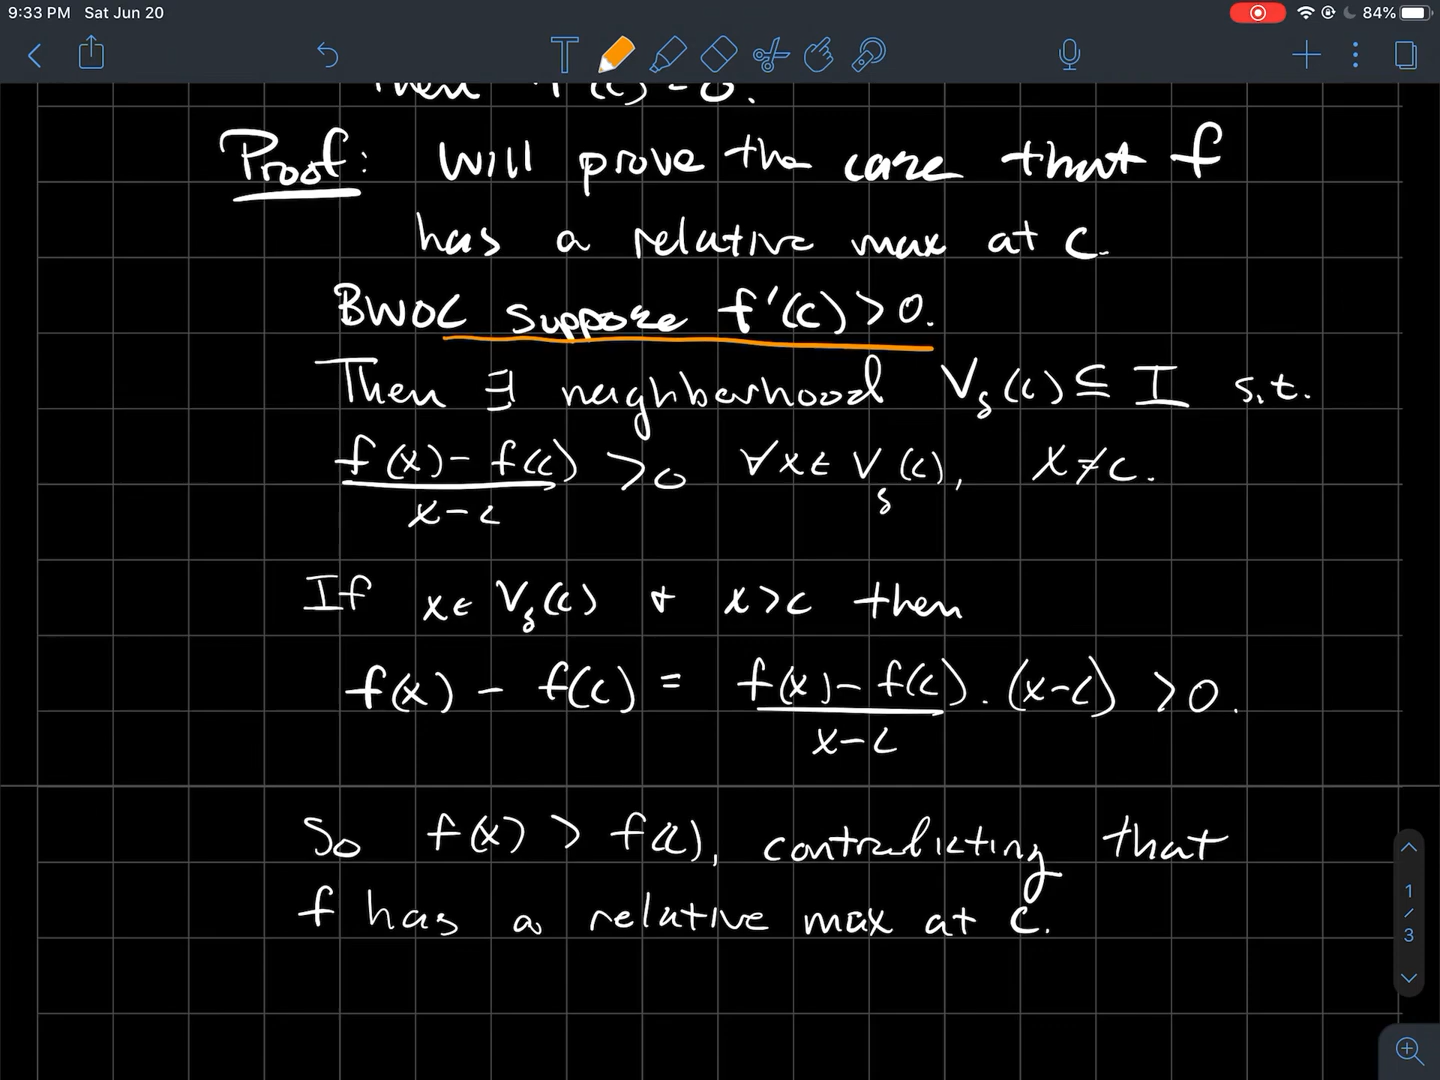 9:33 PM Sat Jun 20
84%
Then f'(c) = 0.
Proof: Will prove the case that f
has a relative max at c.
BWOC suppose f'(c) > 0.
Then ∃ neighborhood V_δ(c) ⊆ I s.t.
(f(x) - f(c))/(x - c) > 0 ∀x ∈ V_δ(c), x ≠ c.
If x ∈ V_δ(c) & x > c then
f(x) - f(c) = (f(x) - f(c))/(x - c) · (x - c) > 0.
So f(x) > f(c), contradicting that
f has a relative max at c.
1
/
3